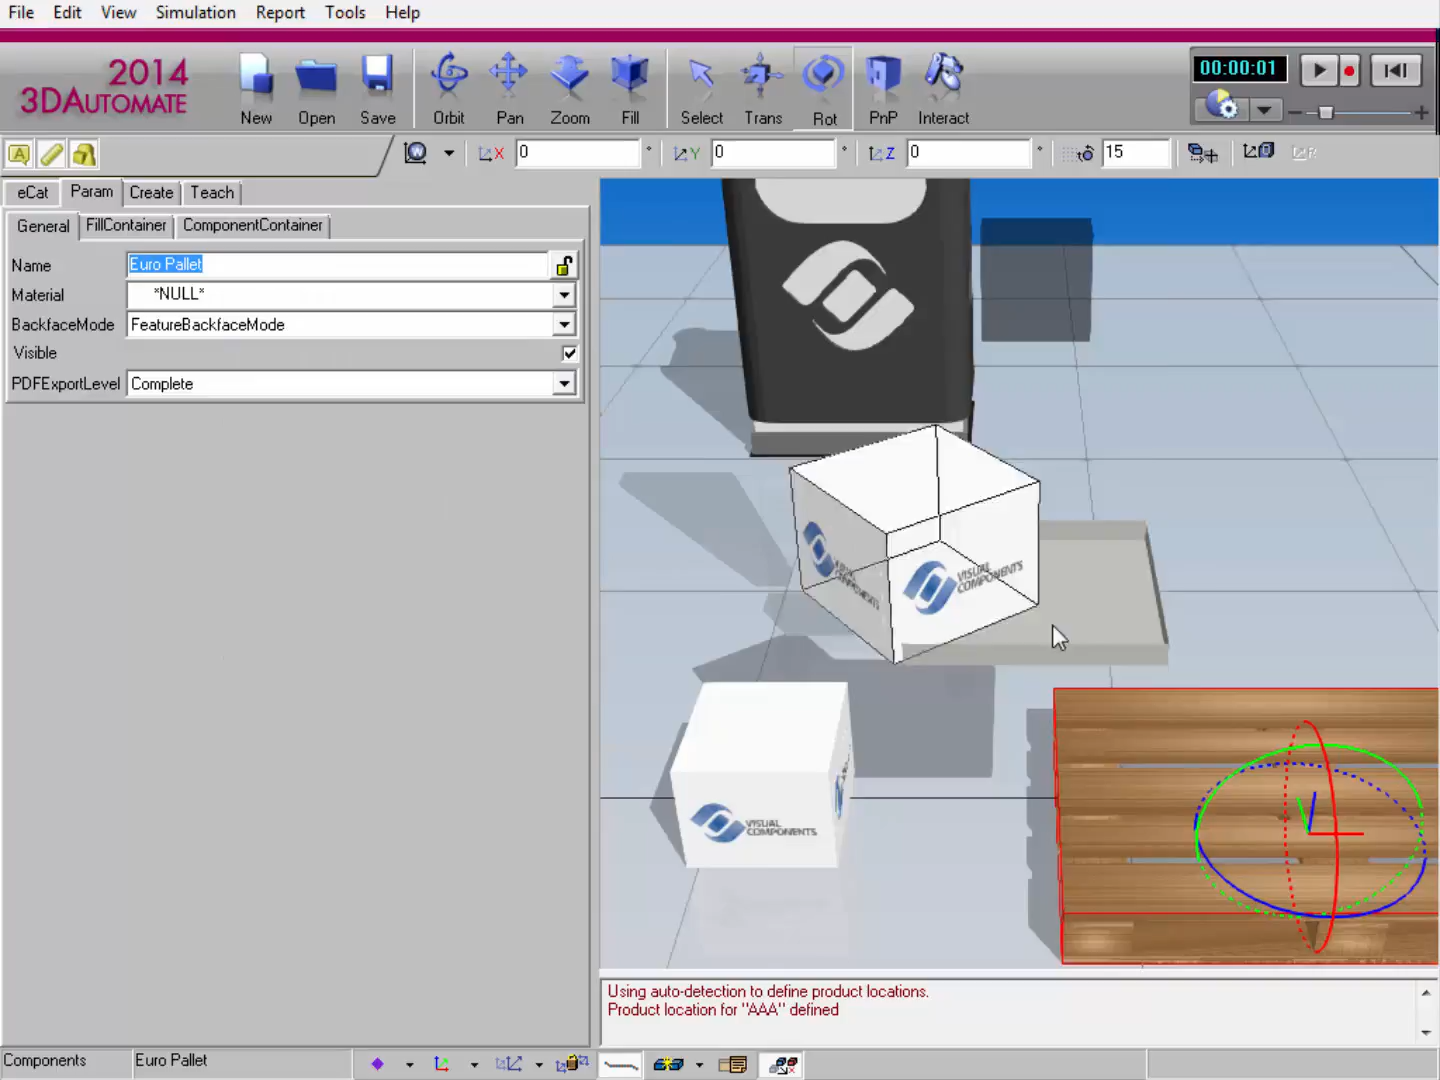 File Edit View Simulation Report Tools Help
2014
3DAutomate
New Open Save Orbit Pan Zoom Fill Select Trans Rot PnP Interact
00:00:01
X 0 ° Y 0 ° Z 0 ° 15
eCat Param Create Teach
General FillContainer ComponentContainer
Name Euro Pallet
Material *NULL*
BackfaceMode FeatureBackfaceMode
Visible
PDFExportLevel Complete
VISUAL
COMPONENTS
VISUAL
COMPONENTS
VISUAL
COMPONENTS
Using auto-detection to define product locations.
Product location for "AAA" defined
Components Euro Pallet